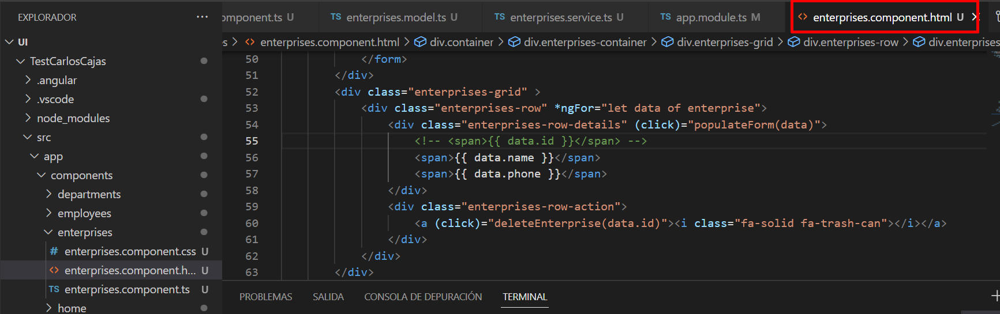 EXPLORADOR ...
UI
TestCarlosCajas
.angular
.vscode
node_modules
src
app
components
departments
employees
enterprises
# enterprises.component.css U
<> enterprises.component.h... U
TS enterprises.component.ts U
home
omponent.ts U TS enterprises.model.ts U TS enterprises.service.ts U TS app.module.ts M <> enterprises.component.html U
s > <> enterprises.component.html > div.container > div.enterprises-container > div.enterprises-grid > div.enterprises-row > div.enterprises
50 </form>
51 </div>
52 <div class="enterprises-grid" >
53 <div class="enterprises-row" *ngFor="let data of enterprise">
54 <div class="enterprises-row-details" (click)="populateForm(data)">
55 <!-- <span>{{ data.id }}</span> -->
56 <span>{{ data.name }}</span>
57 <span>{{ data.phone }}</span>
58 </div>
59 <div class="enterprises-row-action">
60 <a (click)="deleteEnterprise(data.id)"><i class="fa-solid fa-trash-can"></i></a>
61 </div>
62 </div>
63 </div>
PROBLEMAS SALIDA CONSOLA DE DEPURACIÓN TERMINAL